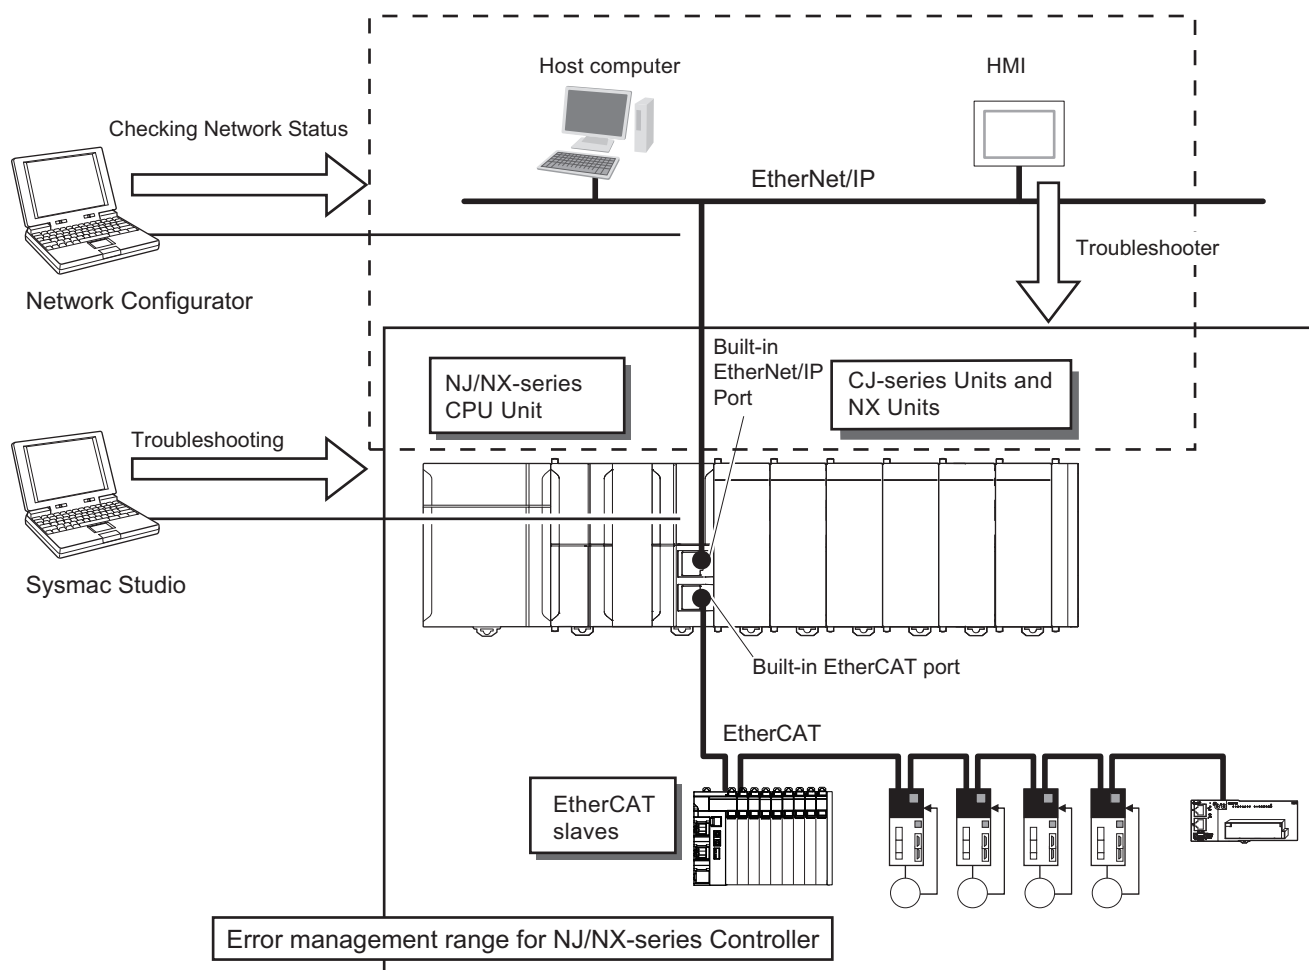 Host computer
HMI
Checking Network Status
EtherNet/IP
Troubleshooter
Network Configurator
Built-in
EtherNet/IP
Port
NJ/NX-series
CPU Unit
CJ-series Units and
NX Units
Troubleshooting
Sysmac Studio
Built-in EtherCAT port
EtherCAT
EtherCAT
slaves
Error management range for NJ/NX-series Controller